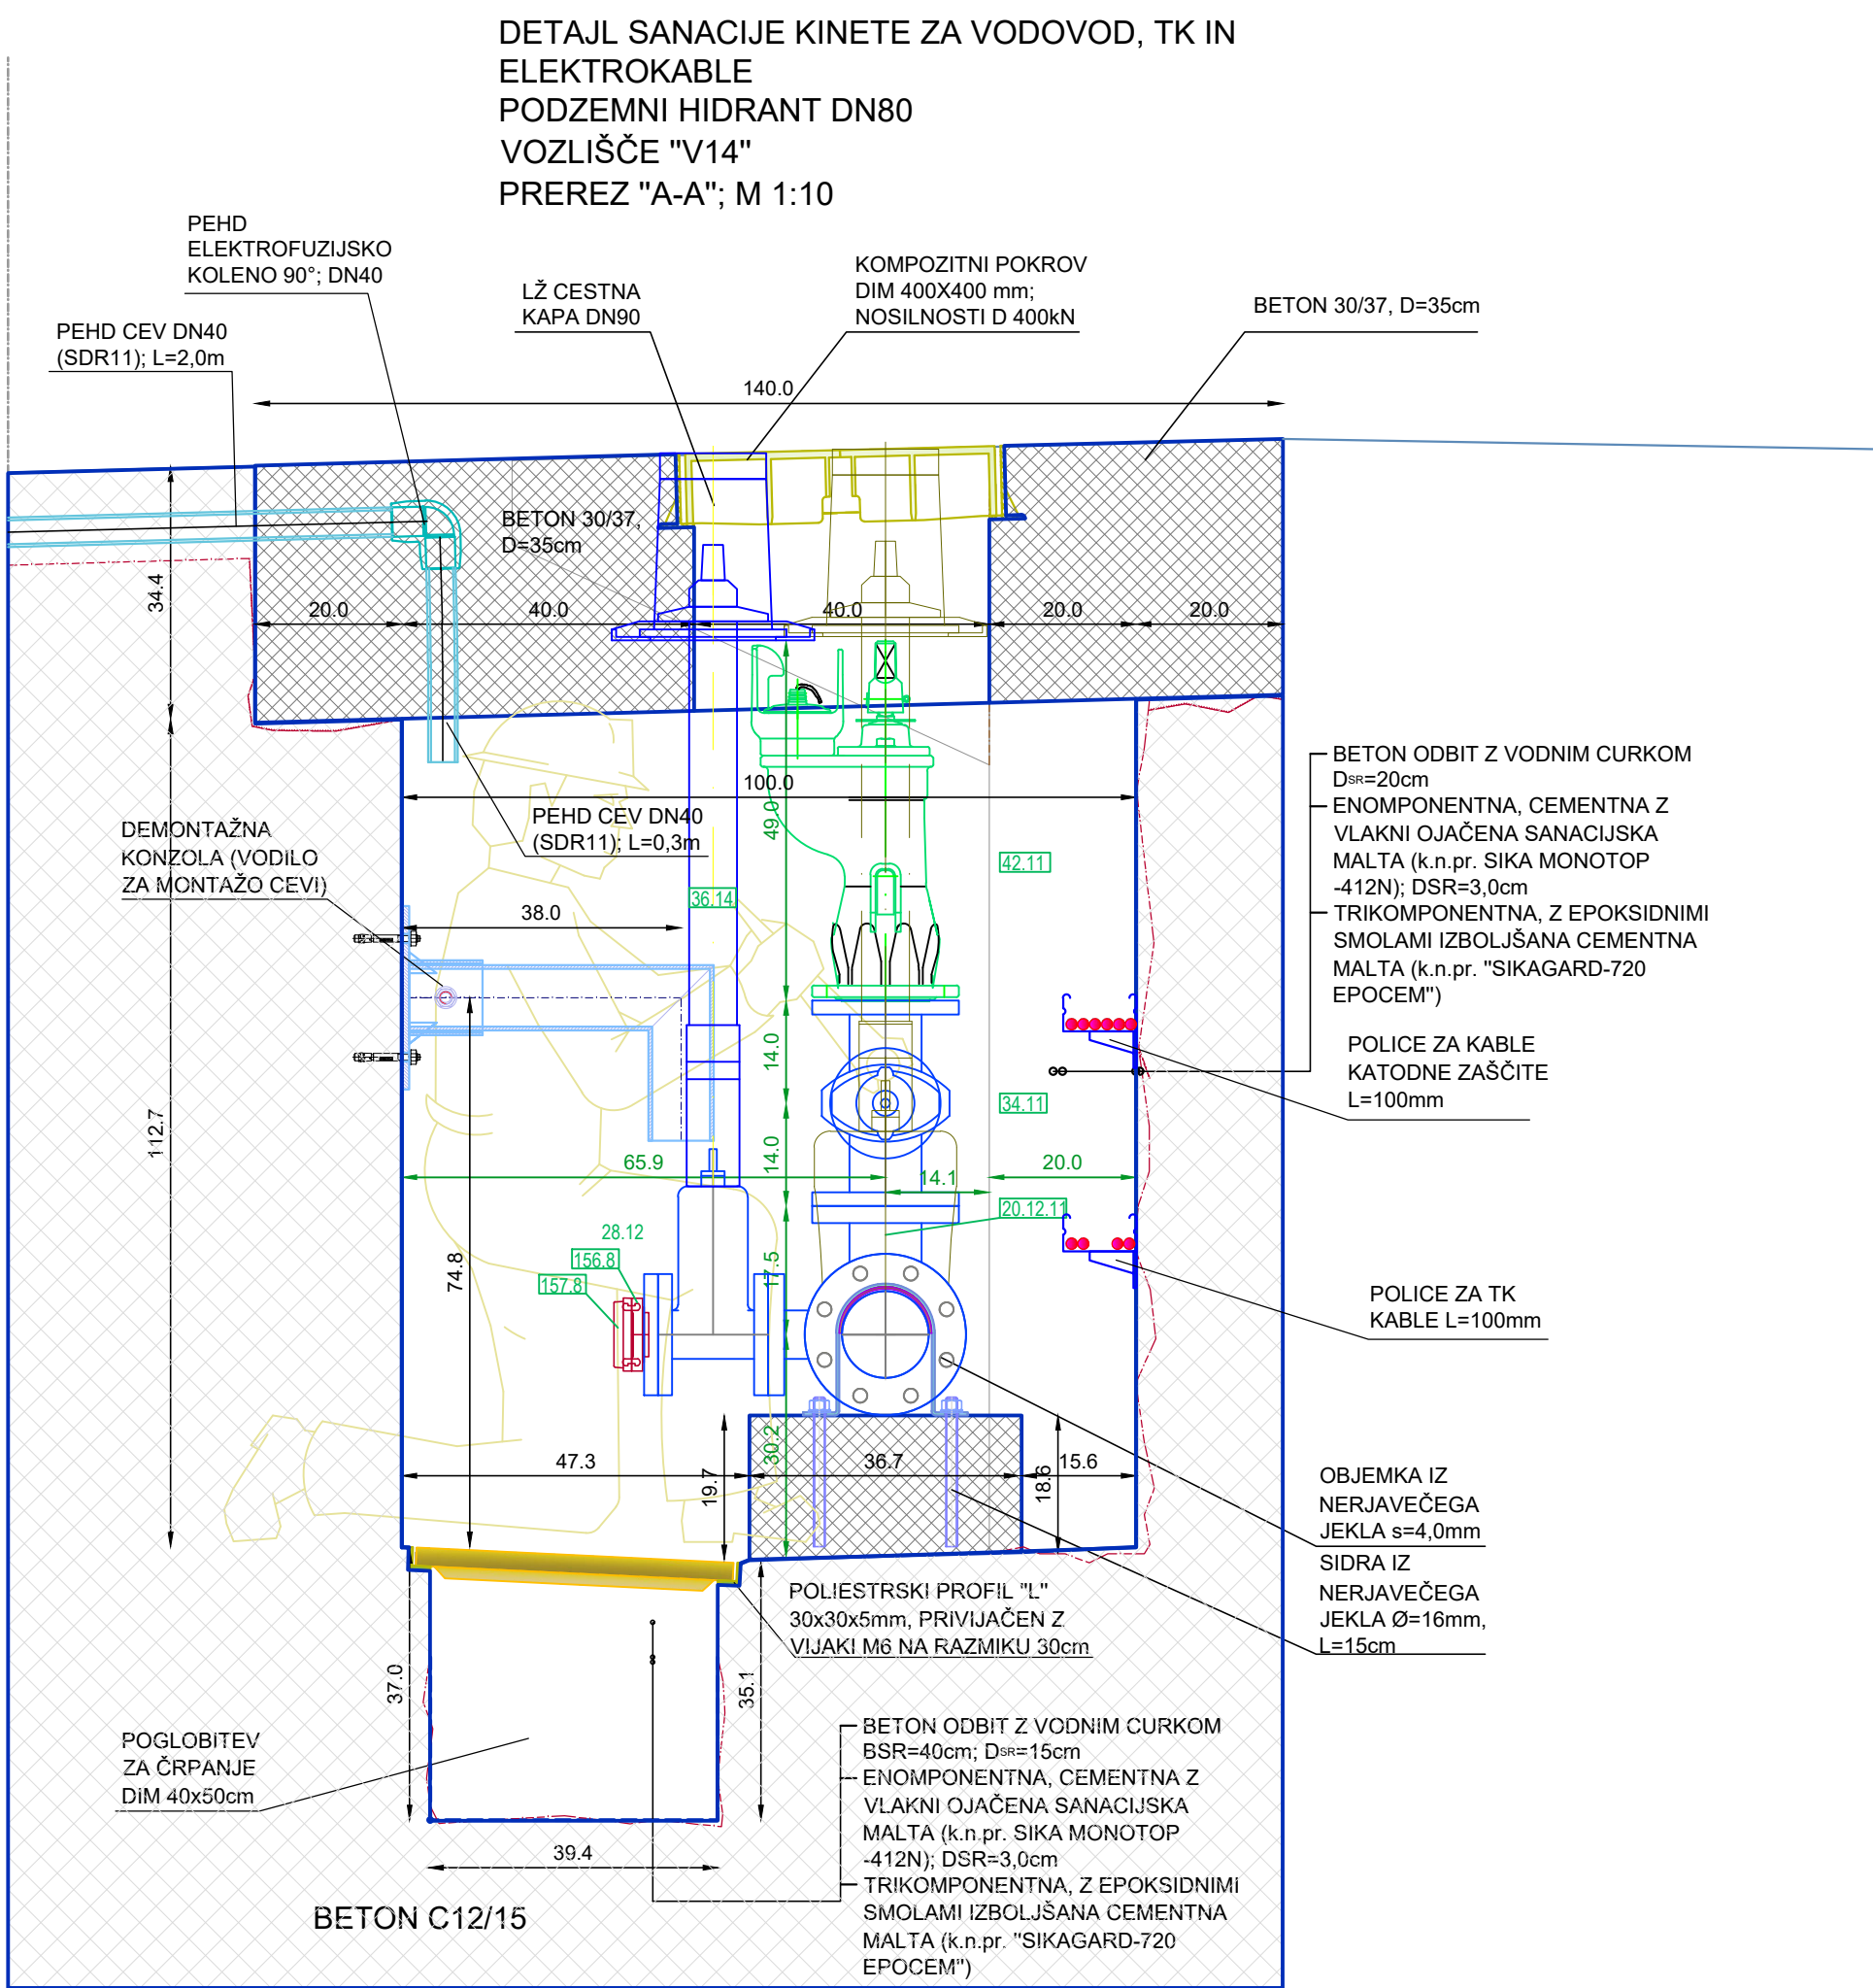 DETAJL SANACIJE KINETE ZA VODOVOD, TK IN
ELEKTROKABLE
PODZEMNI HIDRANT DN80
VOZLIŠČE "V14"
PREREZ "A-A"; M 1:10
PEHD
ELEKTROFUZIJSKO
KOLENO 90°; DN40
LŽ CESTNA
KAPA DN90
KOMPOZITNI POKROV
DIM 400X400 mm;
NOSILNOSTI D 400kN
BETON 30/37, D=35cm
PEHD CEV DN40
(SDR11); L=2,0m
140.0
BETON 30/37,
D=35cm
34.4
20.0
40.0
40.0
20.0
20.0
100.0
49.0
PEHD CEV DN40
(SDR11); L=0,3m
DEMONTAŽNA
KONZOLA (VODILO
ZA MONTAŽO CEVI)
42.11
36.14
38.0
BETON ODBIT Z VODNIM CURKOM
DSR=20cm
ENOMPONENTNA, CEMENTNA Z
VLAKNI OJAČENA SANACIJSKA
MALTA (k.n.pr. SIKA MONOTOP
-412N); DSR=3,0cm
TRIKOMPONENTNA, Z EPOKSIDNIMI
SMOLAMI IZBOLJŠANA CEMENTNA
MALTA (k.n.pr. "SIKAGARD-720
EPOCEM")
POLICE ZA KABLE
KATODNE ZAŠČITE
L=100mm
112.7
14.0
34.11
14.0
65.9
14.1
20.0
20.12.11
28.12
156.8
157.8
74.8
17.5
POLICE ZA TK
KABLE L=100mm
47.3
19.7
30.2
36.7
18.6
15.6
OBJEMKA IZ
NERJAVEČEGA
JEKLA s=4,0mm
SIDRA IZ
NERJAVEČEGA
JEKLA Ø=16mm,
L=15cm
POLIESTRSKI PROFIL "L"
30x30x5mm, PRIVIJAČEN Z
VIJAKI M6 NA RAZMIKU 30cm
37.0
35.1
POGLOBITEV
ZA ČRPANJE
DIM 40x50cm
39.4
BETON ODBIT Z VODNIM CURKOM
BSR=40cm; DSR=15cm
ENOMPONENTNA, CEMENTNA Z
VLAKNI OJAČENA SANACIJSKA
MALTA (k.n.pr. SIKA MONOTOP
-412N); DSR=3,0cm
TRIKOMPONENTNA, Z EPOKSIDNIMI
SMOLAMI IZBOLJŠANA CEMENTNA
MALTA (k.n.pr. "SIKAGARD-720
EPOCEM")
BETON C12/15